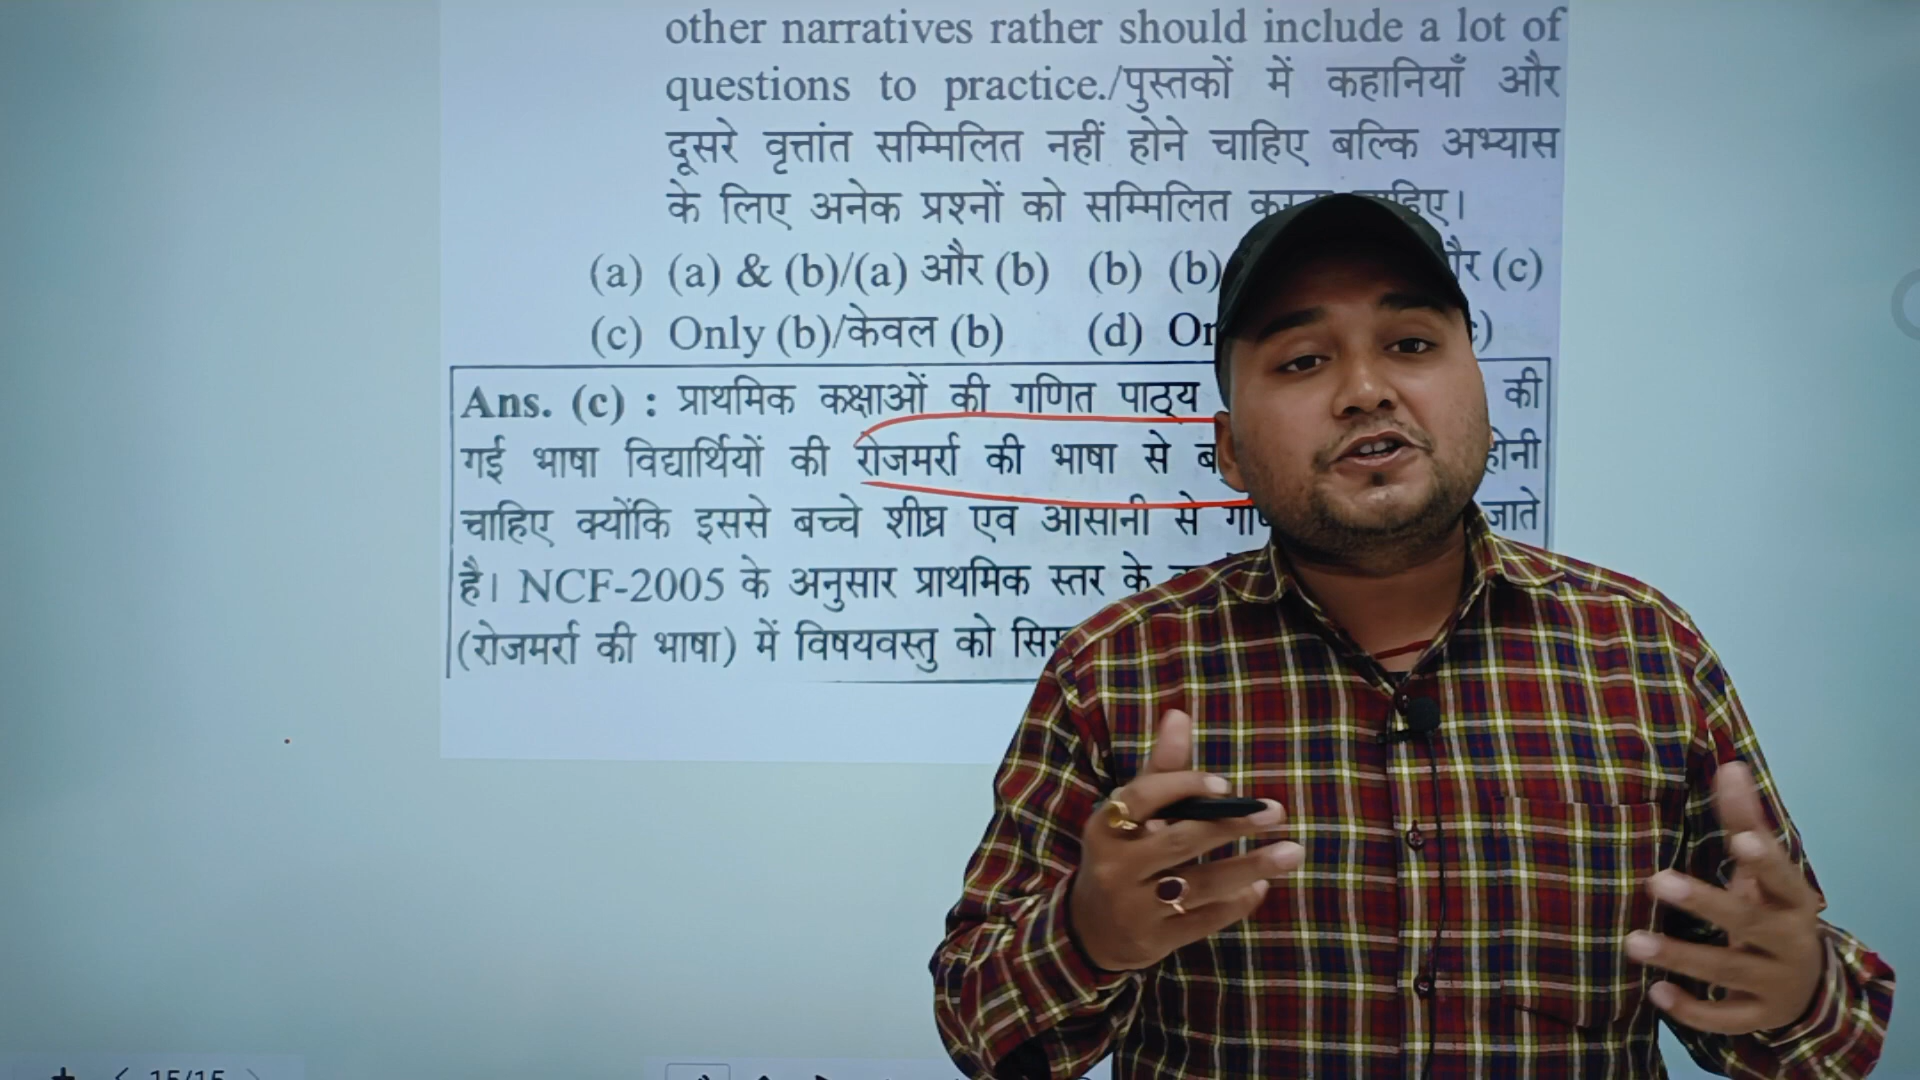 other narratives rather should include a lot of
questions to practice./पुस्तकों में कहानियाँ और
दूसरे वृत्तांत सम्मिलित नहीं होने चाहिए बल्कि अभ्यास
के लिए अनेक प्रश्नों को सम्मिलित
(a) (a) & (b)/(a) और (b) (b) (b) (c)
(c) Only (b)/केवल (b) (d)
Ans. (c) : प्राथमिक कक्षाओं की गणित पाठ्य की
गई भाषा विद्यार्थियों की रोजमर्रा की भाषा से होनी
चाहिए क्योंकि इससे बच्चे शीघ्र एव आसानी से जाते
है। NCF-2005 के अनुसार प्राथमिक स्तर के
(रोजमर्रा की भाषा) में विषयवस्तु को
15/15